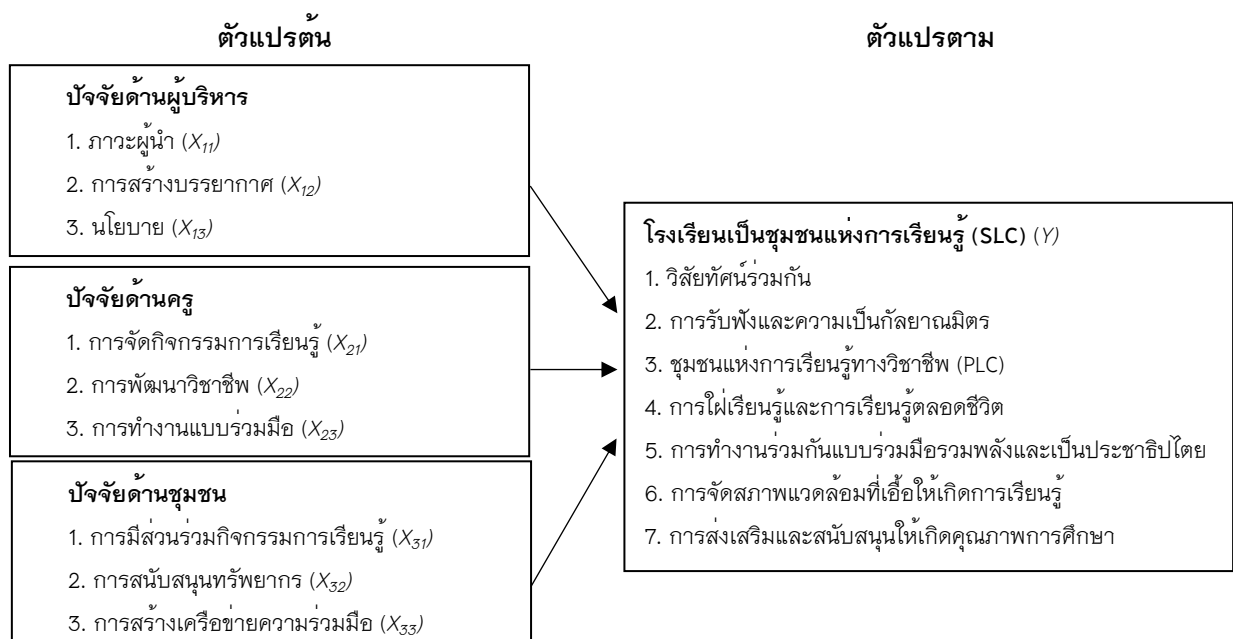 ตัวแปรต้น
ปัจจัยด้านผู้บริหาร
1. ภาวะผู้นำ (X11)
2. การสร้างบรรยากาศ (X12)
3. นโยบาย (X13)
ปัจจัยด้านครู
1. การจัดกิจกรรมการเรียนรู้ (X21)
2. การพัฒนาวิชาชีพ (X22)
3. การทำงานแบบร่วมมือ (X23)
ปัจจัยด้านชุมชน
1. การมีส่วนร่วมกิจกรรมการเรียนรู้ (X31)
2. การสนับสนุนทรัพยากร (X32)
3. การสร้างเครือข่ายความร่วมมือ (X33)
ตัวแปรตาม
โรงเรียนเป็นชุมชนแห่งการเรียนรู้ (SLC) (Y)
1. วิสัยทัศน์ร่วมกัน
2. การรับฟังและความเป็นกัลยาณมิตร
3. ชุมชนแห่งการเรียนรู้ทางวิชาชีพ (PLC)
4. การใฝ่เรียนรู้และการเรียนรู้ตลอดชีวิต
5. การทำงานร่วมกันแบบร่วมมือรวมพลังและเป็นประชาธิปไตย
6. การจัดสภาพแวดล้อมที่เอื้อให้เกิดการเรียนรู้
7. การส่งเสริมและสนับสนุนให้เกิดคุณภาพการศึกษา